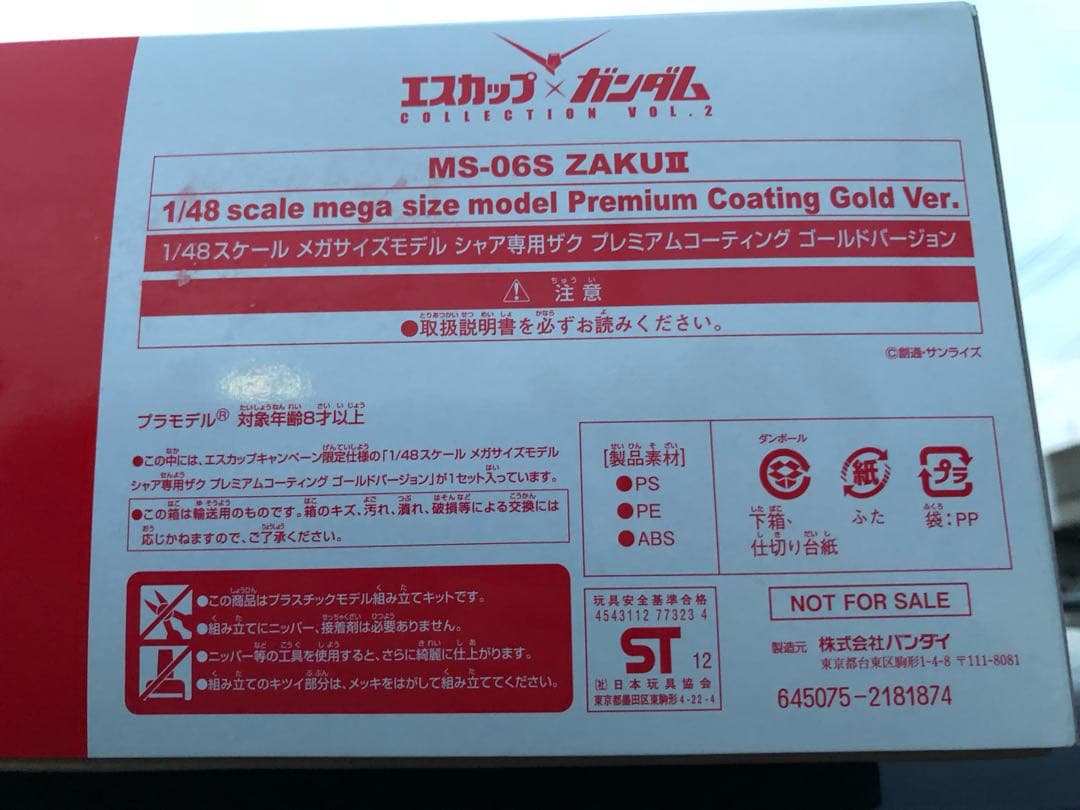 エスカップ×ガンダム
COLLECTION VOL.2
MS-06S ZAKUⅡ
1/48 scale mega size model Premium Coating Gold Ver.
1/48スケール メガサイズモデル シャア専用ザク プレミアムコーティング ゴールドバージョン
注意
●取扱説明書を必ずお読みください。
©創通・サンライズ
プラモデル® 対象年齢8才以上
●この中には、エスカップキャンペーン限定仕様の「1/48スケール メガサイズモデル
シャア専用ザク プレミアムコーティング ゴールドバージョン」が1セット入っています。
●この箱は輸送用のものです。箱のキズ、汚れ、潰れ、破損等による交換には
応じかねますので、ご了承ください。
●この商品はプラスチックモデル組み立てキットです。
●組み立てにニッパー、接着剤は必要ありません。
●ニッパー等の工具を使用すると、さらに綺麗に仕上がります。
●組み立てのキツイ部分は、メッキをはがして組み立ててください。
[製品素材]
●PS
●PE
●ABS
ダンボール
紙
プラ
下箱、
仕切り台紙
ふた
袋:PP
玩具安全基準合格
4543112 77323 4
ST 12
(社)日本玩具協会
東京都墨田区東駒形4-22-4
NOT FOR SALE
製造元 株式会社バンダイ
東京都台東区駒形1-4-8 〒111-8081
645075-2181874